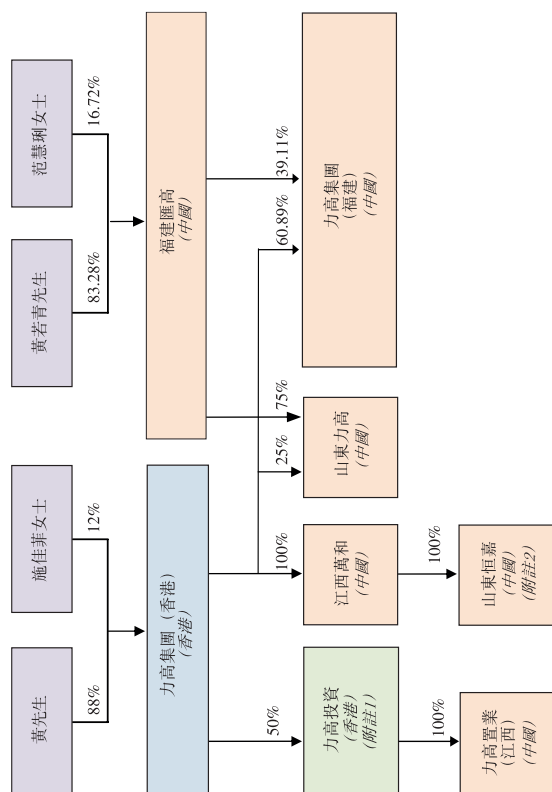 黃先生
施佳菲女士
黃若青先生
范慧琍女士
88%
12%
83.28%
16.72%
力高集團（香港）
(香港)
福建匯高
(中國)
50%
100%
25%
75%
60.89%
39.11%
力高投資
(香港)
(附註1)
江西萬和
(中國)
山東力高
(中國)
力高集團
(福建)
(中國)
100%
100%
力高置業
(江西)
(中國)
山東恒嘉
(中國)
(附註2)